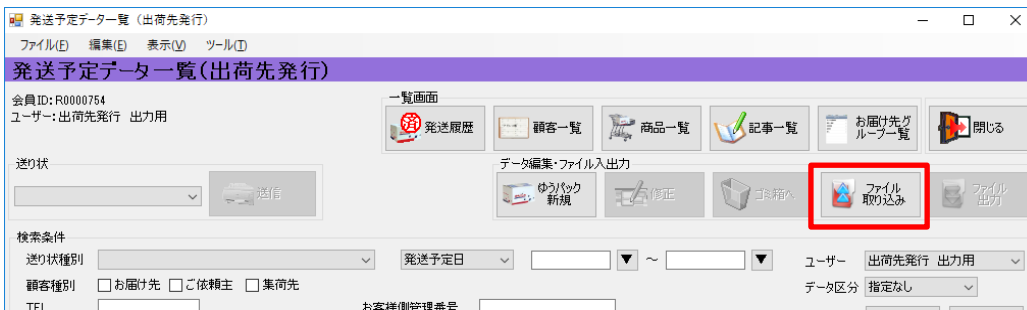 発送予定データ一覧（出荷先発行）
ファイル(F) 編集(E) 表示(V) ツール(T)
発送予定データ一覧(出荷先発行)
会員ID:R0000754
ユーザー:出荷先発行 出力用
一覧画面
済 発送履歴 顧客一覧 商品一覧 記事一覧 お届け先グループ一覧 閉じる
送り状
送信
データ編集・ファイル入出力
ゆうパック新規 修正 ゴミ箱へ ファイル取り込み ファイル出力
検索条件
送り状種別 発送予定日 ～ ユーザー 出荷先発行 出力用
顧客種別 お届け先 ご依頼主 集荷先 データ区分 指定なし
TEL お客様側管理番号